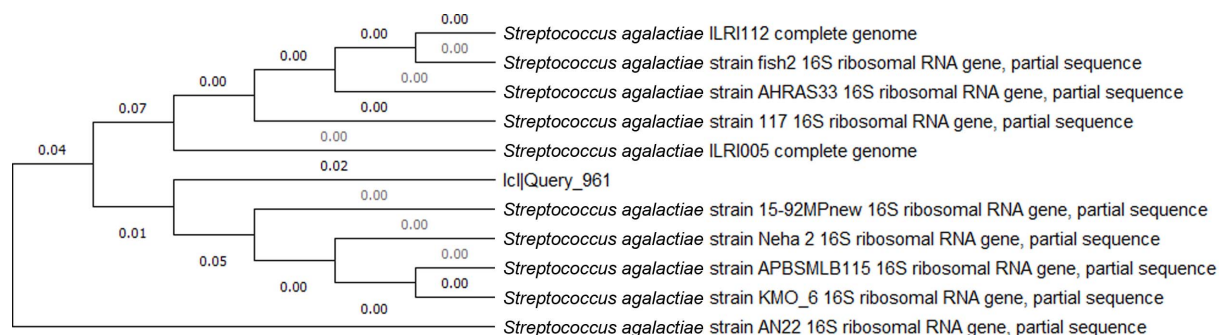 0.00
0.00
Streptococcus agalactiae ILRI112 complete genome
0.00
0.00
Streptococcus agalactiae strain fish2 16S ribosomal RNA gene, partial sequence
0.00
0.00
Streptococcus agalactiae strain AHRAS33 16S ribosomal RNA gene, partial sequence
0.07
0.00
Streptococcus agalactiae strain 117 16S ribosomal RNA gene, partial sequence
0.04
0.00
Streptococcus agalactiae ILRI005 complete genome
0.02
lcl|Query_961
0.00
Streptococcus agalactiae strain 15-92MPnew 16S ribosomal RNA gene, partial sequence
0.01
0.00
Streptococcus agalactiae strain Neha 2 16S ribosomal RNA gene, partial sequence
0.05
0.00
Streptococcus agalactiae strain APBSMLB115 16S ribosomal RNA gene, partial sequence
0.00
0.00
Streptococcus agalactiae strain KMO_6 16S ribosomal RNA gene, partial sequence
0.00
Streptococcus agalactiae strain AN22 16S ribosomal RNA gene, partial sequence